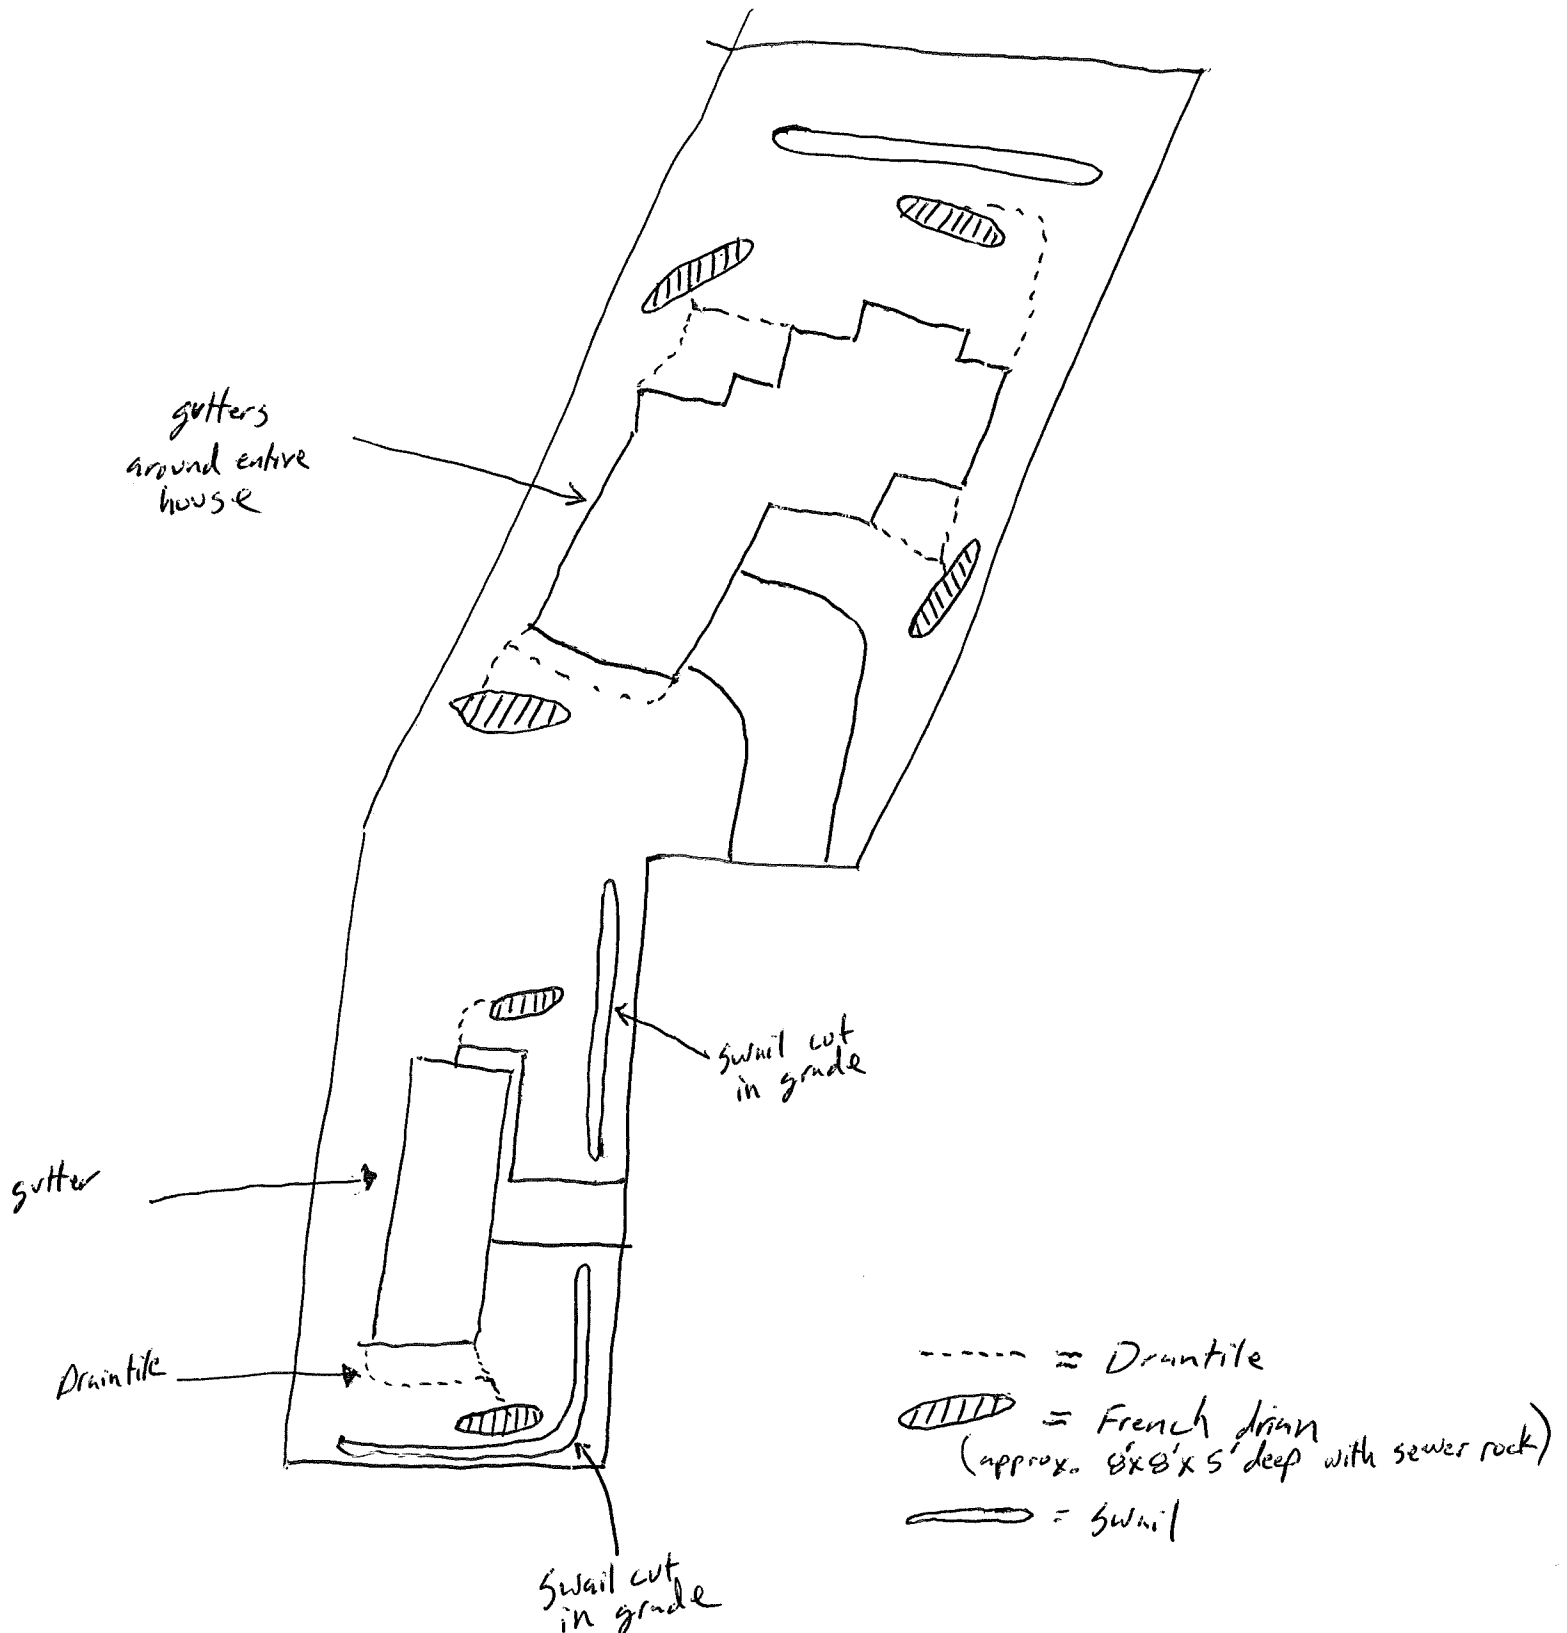 gutters
around entire
house
swail cut
in grade
gutter
Draintile
= Draintile
= French drian
(approx. 8'x8'x5' deep with sewer rock)
= swail
Swail cut
in grade